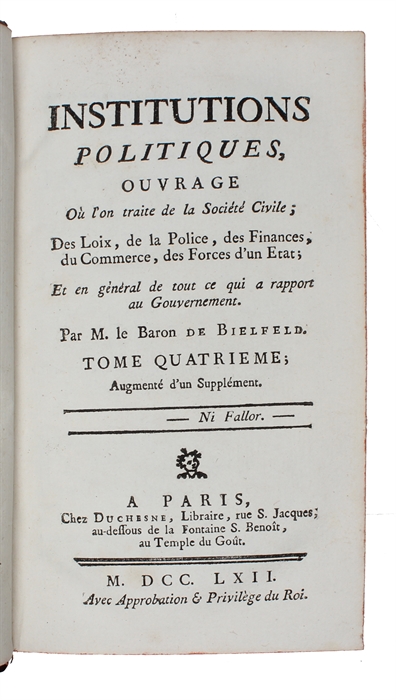 INSTITUTIONS
POLITIQUES,
OUVRAGE
Où l'on traite de la Société Civile;
Des Loix, de la Police, des Finances,
du Commerce, des Forces d'un Etat;
Et en général de tout ce qui a rapport
au Gouvernement.
Par M. le Baron DE BIELFELD.
TOME QUATRIEME;
Augmenté d'un Supplément.
— Ni Fallor. —
A PARIS,
Chez DUCHESNE, Libraire, rue S. Jacques;
au-deſſous de la Fontaine S. Benoît,
au Temple du Goût.
M. DCC. LXII.
Avec Approbation & Privilège du Roi.